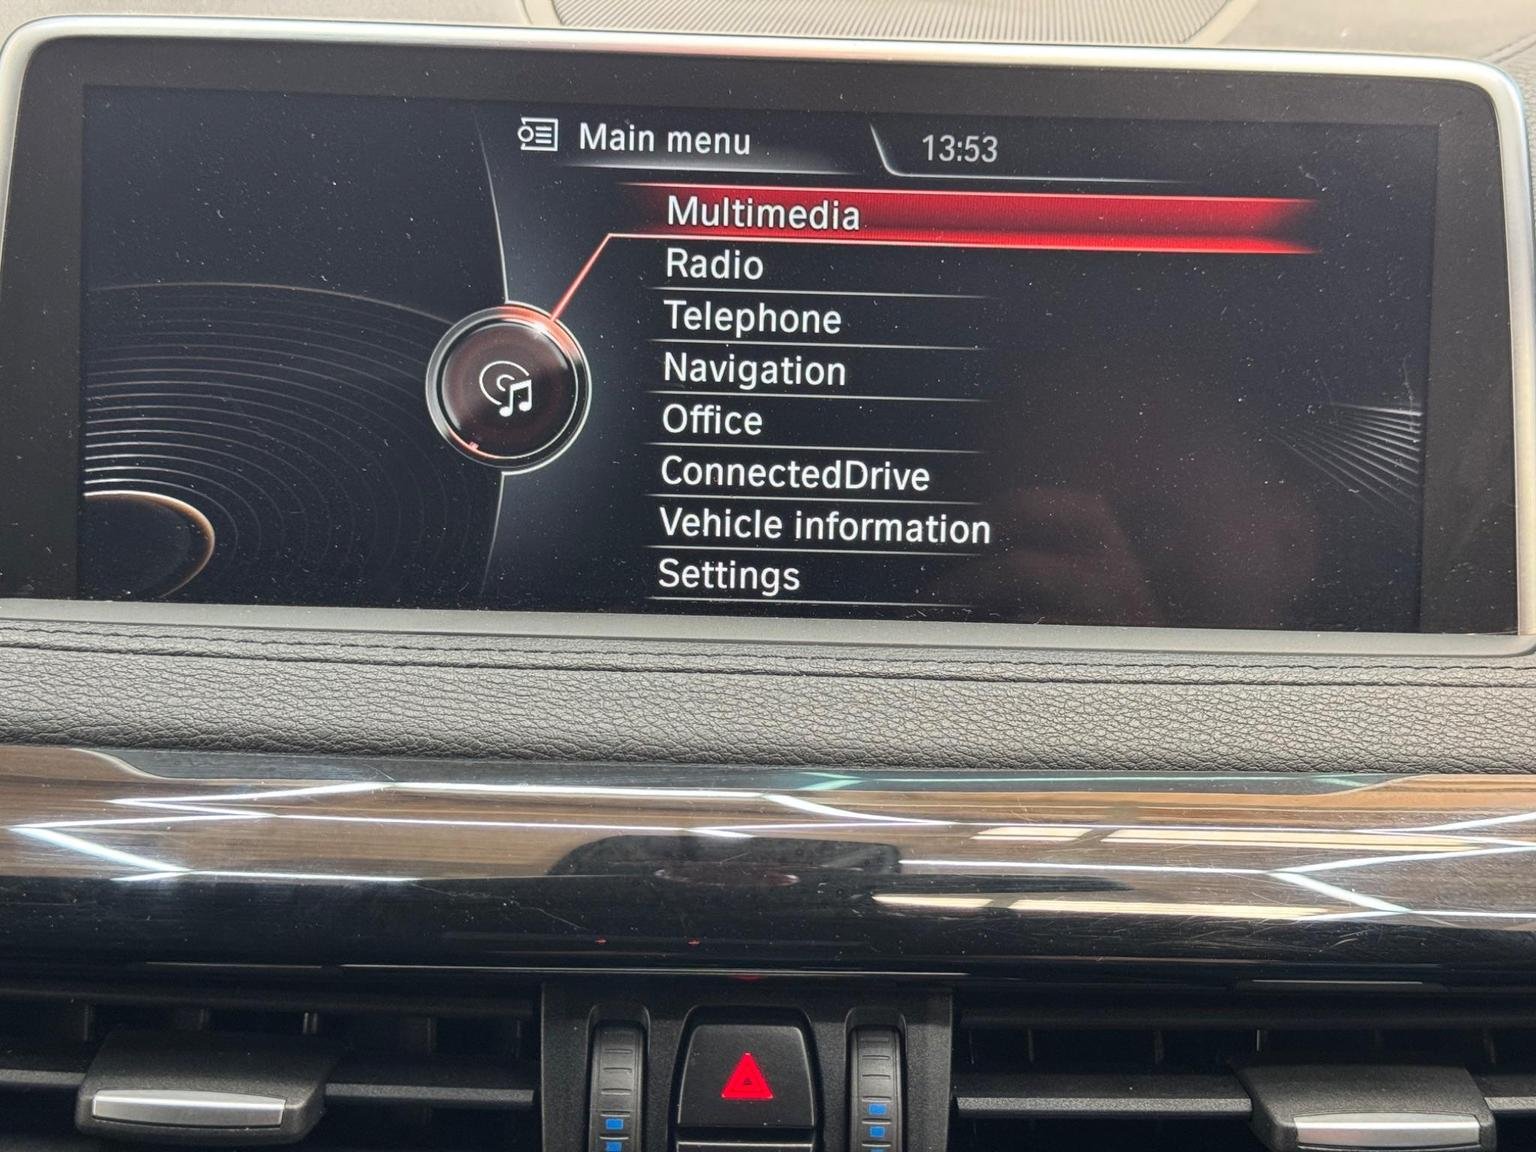 Main menu
13:53
Multimedia
Radio
Telephone
Navigation
Office
ConnectedDrive
Vehicle information
Settings